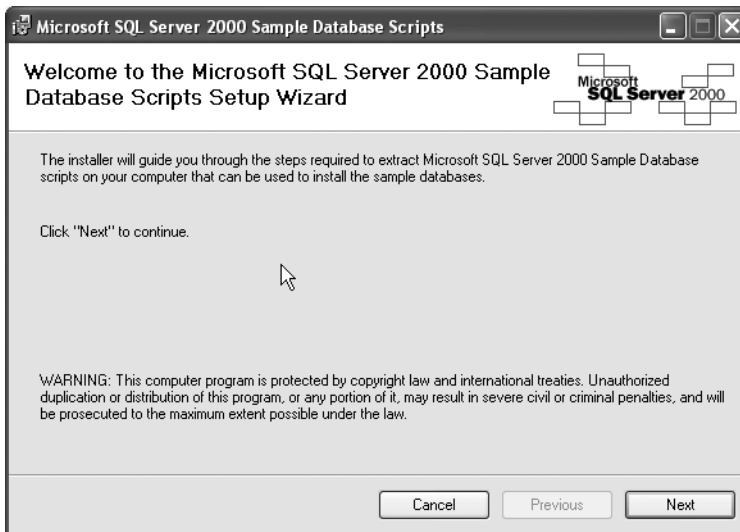 Microsoft SQL Server 2000 Sample Database Scripts
Welcome to the Microsoft SQL Server 2000 Sample
Database Scripts Setup Wizard
Microsoft
SQL Server 2000
The installer will guide you through the steps required to extract Microsoft SQL Server 2000 Sample Database
scripts on your computer that can be used to install the sample databases.
Click "Next" to continue.
WARNING: This computer program is protected by copyright law and international treaties. Unauthorized
duplication or distribution of this program, or any portion of it, may result in severe civil or criminal penalties, and will
be prosecuted to the maximum extent possible under the law.
Cancel
Previous
Next